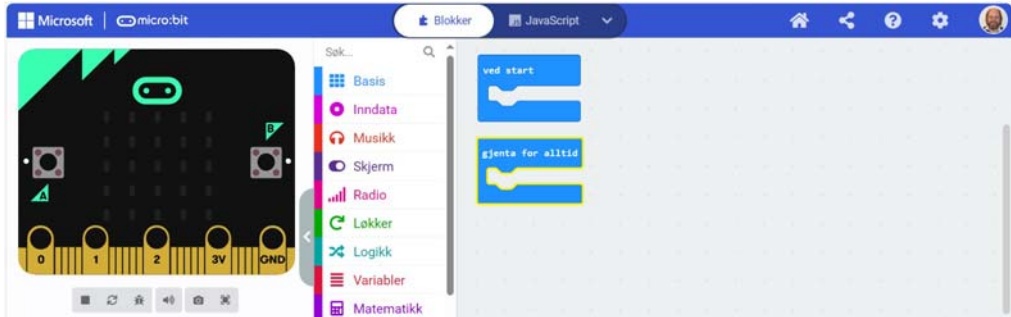 Microsoft
micro:bit
Blokker
JavaScript
Søk...
Basis
Inndata
Musikk
Skjerm
Radio
Løkker
Logikk
Variabler
Matematikk
A
B
0
1
2
3V
GND
ved start
gjenta for alltid